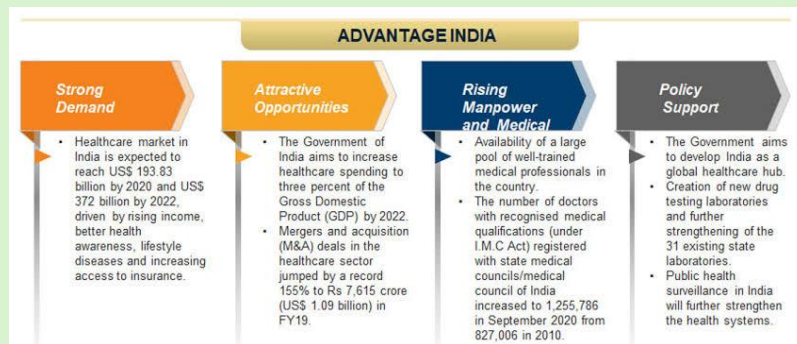 ADVANTAGE INDIA
Strong
Demand
• Healthcare market in
India is expected to
reach US$ 193.83
billion by 2020 and US$
372 billion by 2022,
driven by rising income,
better health
awareness, lifestyle
diseases and increasing
access to insurance.
Attractive
Opportunities
• The Government of
India aims to increase
healthcare spending to
three percent of the
Gross Domestic
Product (GDP) by 2022.
• Mergers and acquisition
(M&A) deals in the
healthcare sector
jumped by a record
155% to Rs 7,615 crore
(US$ 1.09 billion) in
FY19.
Rising
Manpower
and Medical
• Availability of a large
pool of well-trained
medical professionals in
the country.
• The number of doctors
with recognised medical
qualifications (under
I.M.C Act) registered
with state medical
councils/medical
council of India
increased to 1,255,786
in September 2020 from
827,006 in 2010.
Policy
Support
• The Government aims
to develop India as a
global healthcare hub.
• Creation of new drug
testing laboratories
and further
strengthening of the
31 existing state
laboratories.
• Public health
surveillance in India
will further strengthen
the health systems.